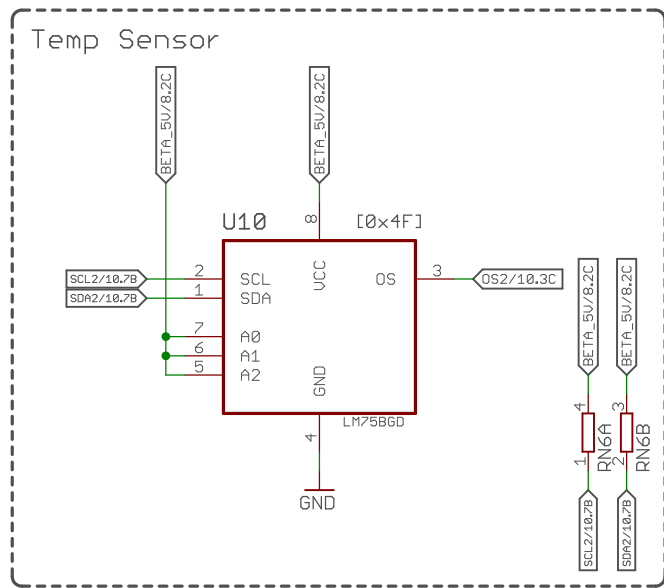 Temp Sensor
BETA_5V/8.2C
BETA_5V/8.2C
U10
8
[0x4F]
SCL2/10.7B
2
SCL
VCC
OS
3
OS2/10.3C
SDA2/10.7B
1
SDA
7
A0
6
A1
5
A2
GND
LM75BGD
4
GND
BETA_5V/8.2C
BETA_5V/8.2C
4
3
RN6A
RN6B
1
2
SCL2/10.7B
SDA2/10.7B